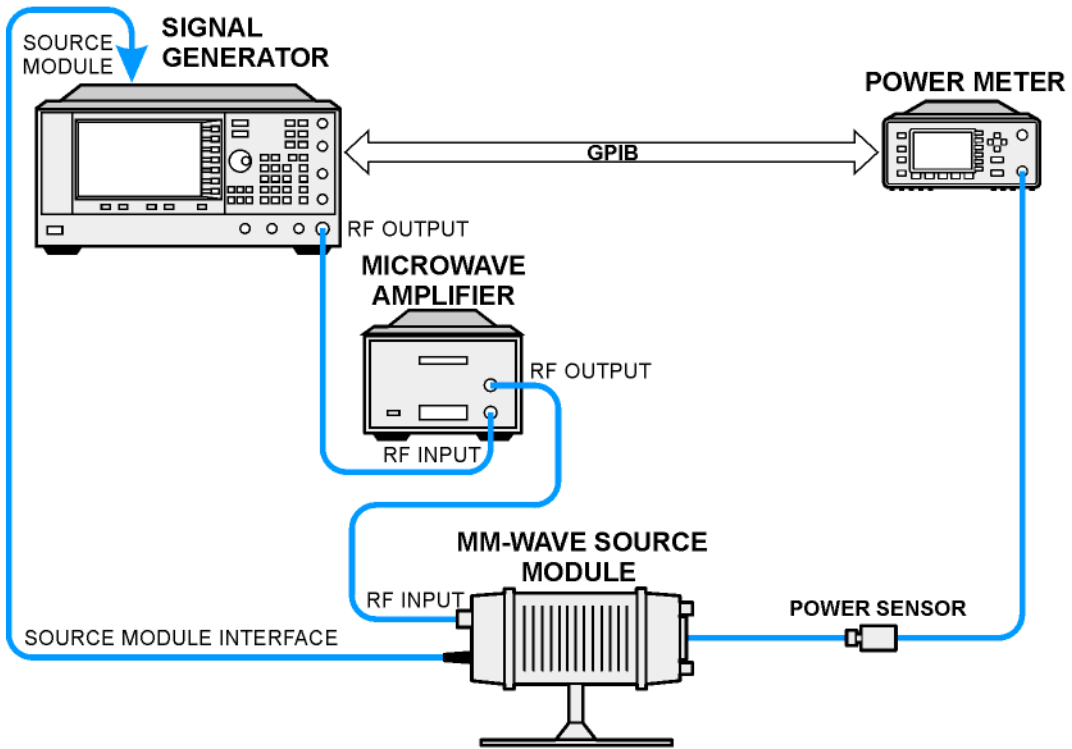 SOURCE
MODULE
SIGNAL
GENERATOR
POWER METER
GPIB
RF OUTPUT
MICROWAVE
AMPLIFIER
RF OUTPUT
RF INPUT
MM-WAVE SOURCE
MODULE
RF INPUT
POWER SENSOR
SOURCE MODULE INTERFACE